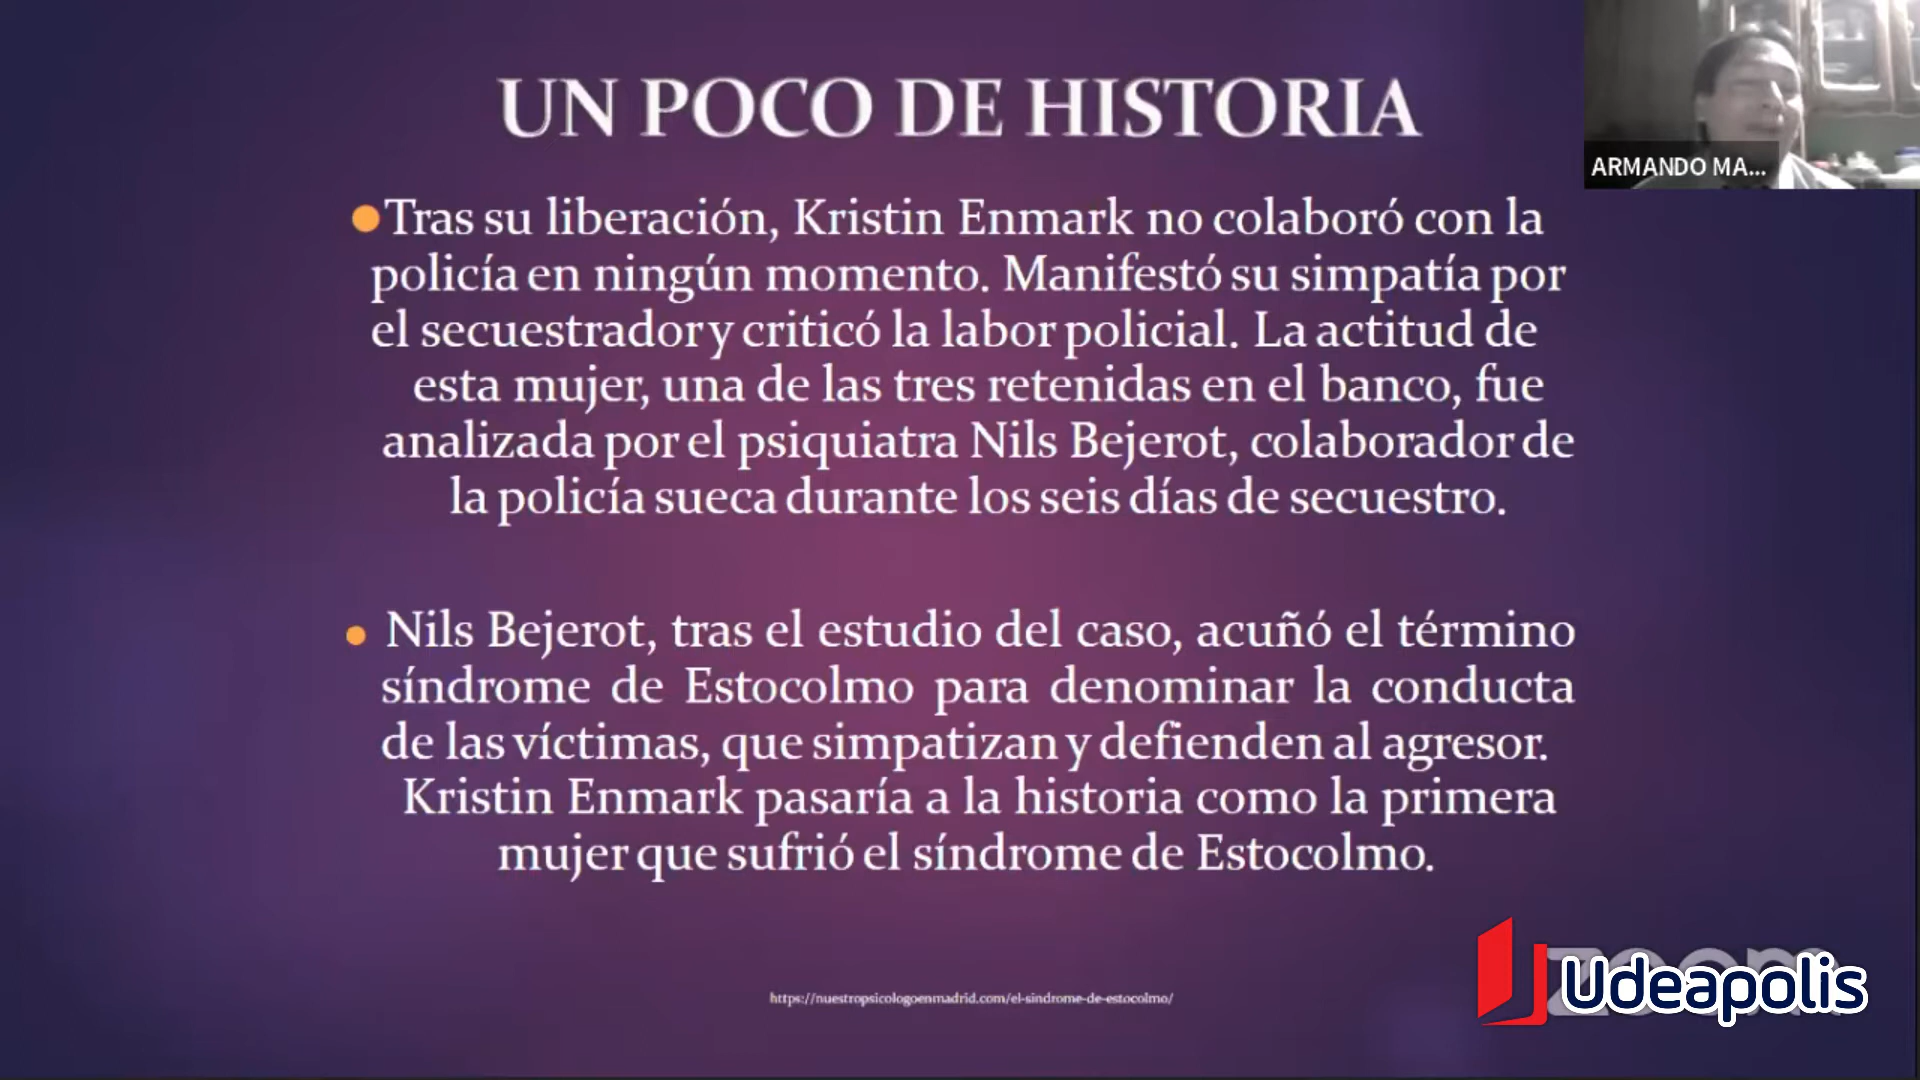 UN POCO DE HISTORIA
ARMANDO MA...
Tras su liberación, Kristin Enmark no colaboró con la
policía en ningún momento. Manifestó su simpatía por
el secuestrador y criticó la labor policial. La actitud de
esta mujer, una de las tres retenidas en el banco, fue
analizada por el psiquiatra Nils Bejerot, colaborador de
la policía sueca durante los seis días de secuestro.
Nils Bejerot, tras el estudio del caso, acuñó el término
síndrome de Estocolmo para denominar la conducta
de las víctimas, que simpatizan y defienden al agresor.
Kristin Enmark pasaría a la historia como la primera
mujer que sufrió el síndrome de Estocolmo.
https://nuestropsicologoenmadrid.com/el-sindrome-de-estocolmo/
zoom
Udeapolis